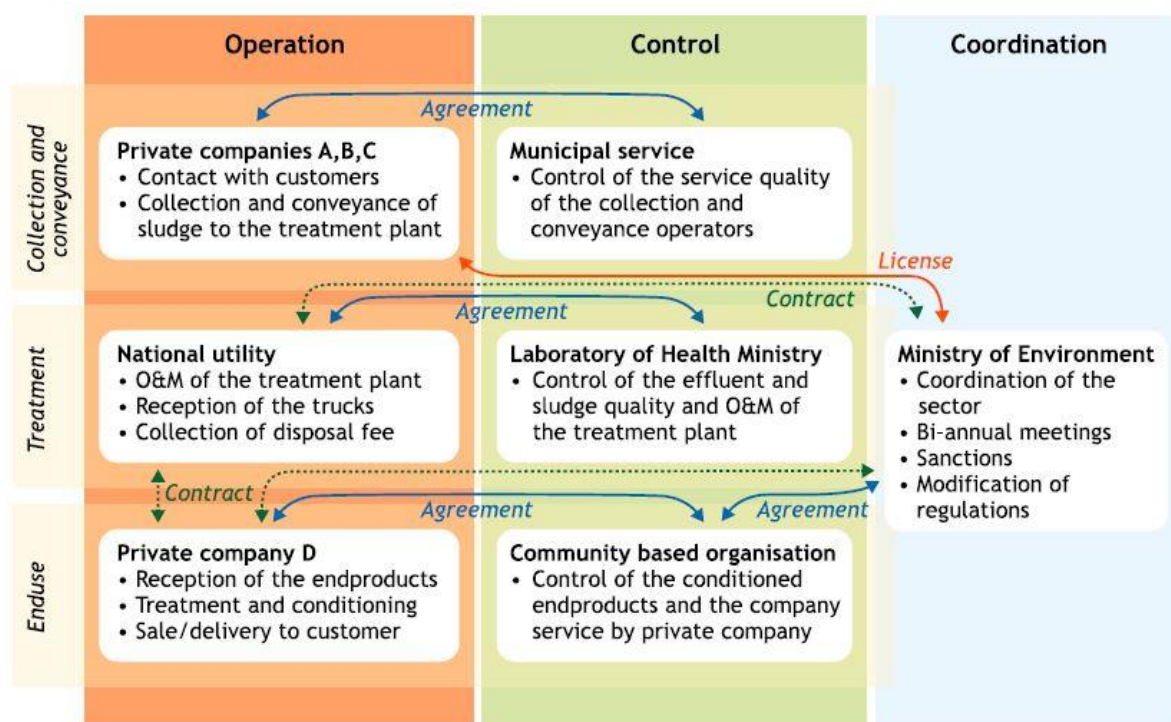 Operation
Control
Coordination
Collection and
conveyance
Agreement
Private companies A,B,C
• Contact with customers
• Collection and conveyance of
sludge to the treatment plant
Municipal service
• Control of the service quality
of the collection and
conveyance operators
License
Contract
Treatment
Agreement
National utility
• O&M of the treatment plant
• Reception of the trucks
• Collection of disposal fee
Laboratory of Health Ministry
• Control of the effluent and
sludge quality and O&M of
the treatment plant
Ministry of Environment
• Coordination of the
sector
• Bi-annual meetings
• Sanctions
• Modification of
regulations
Contract
Agreement
Agreement
Enduse
Private company D
• Reception of the endproducts
• Treatment and conditioning
• Sale/delivery to customer
Community based organisation
• Control of the conditioned
endproducts and the company
service by private company